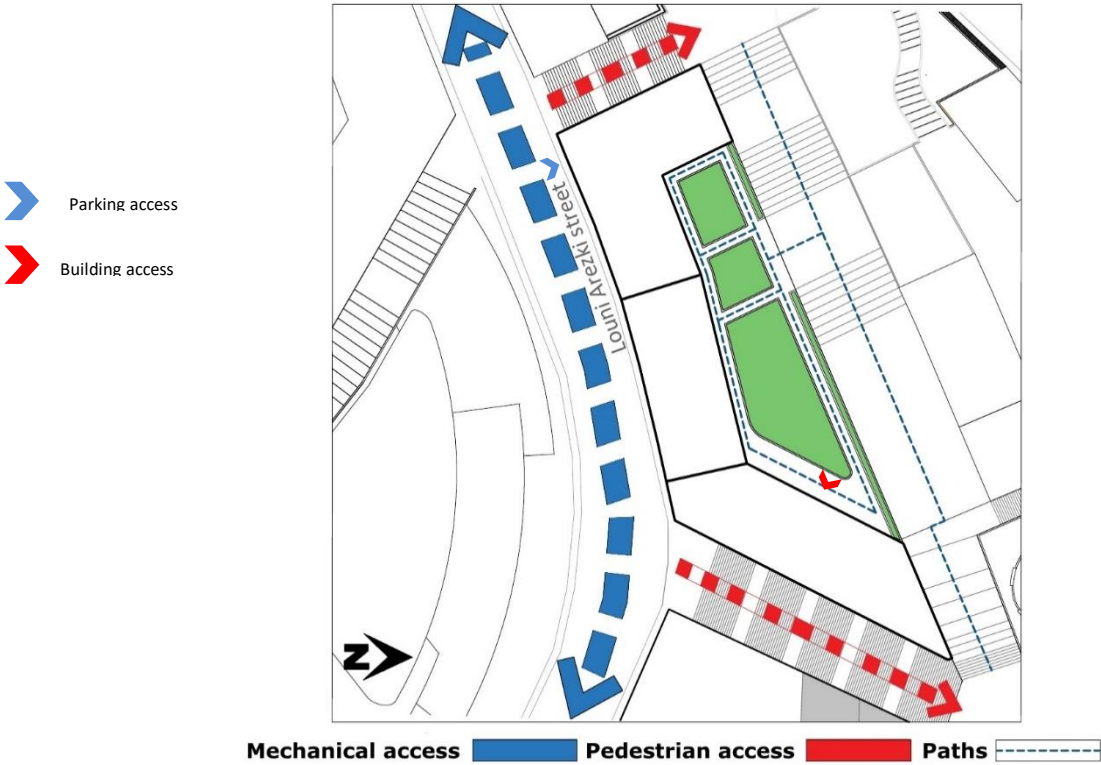 Parking access
Building access
Louni Arezki street
N
Mechanical access
Pedestrian access
Paths